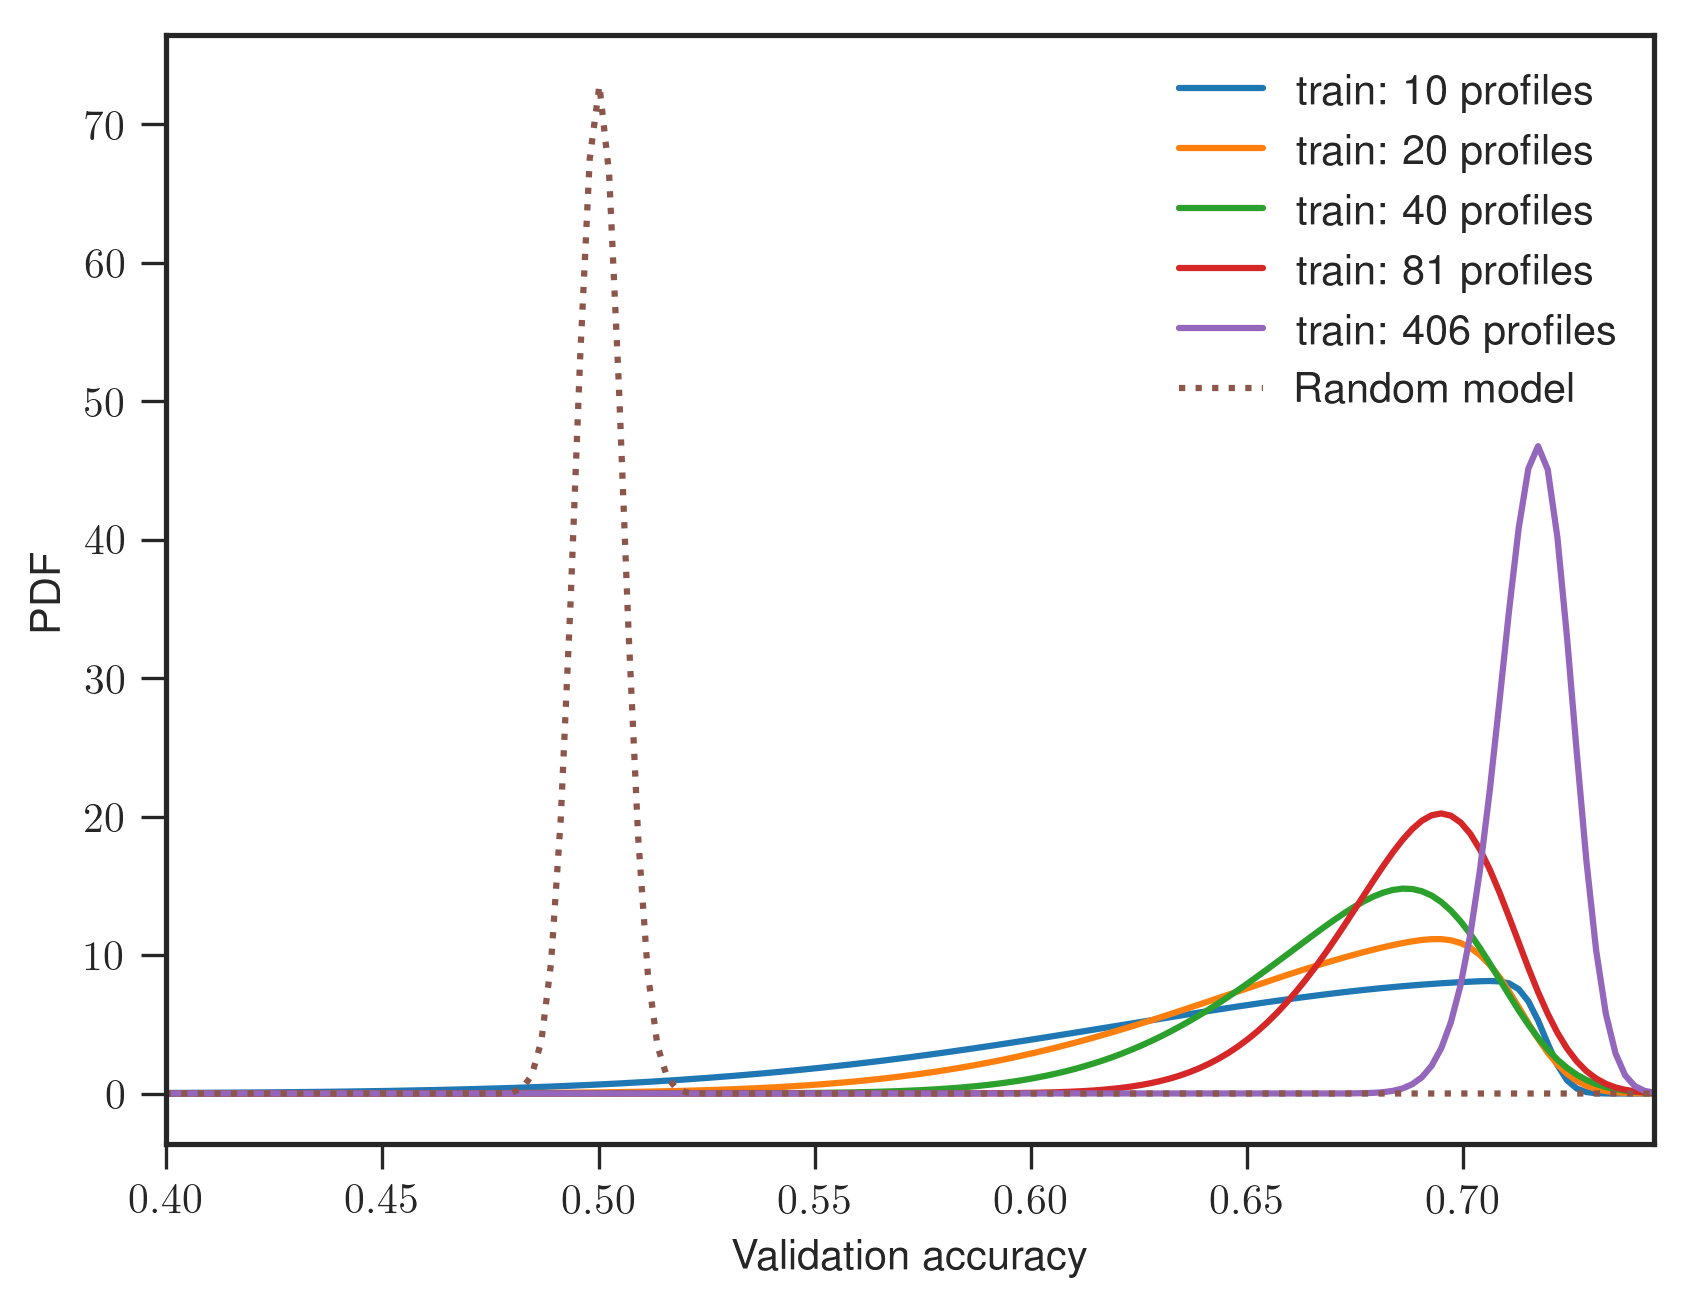 train: 10 profiles
train: 20 profiles
train: 40 profiles
train: 81 profiles
train: 406 profiles
Random model
70
60
50
40
30
20
10
0
PDF
0.40 0.45 0.50 0.55 0.60 0.65 0.70
Validation accuracy